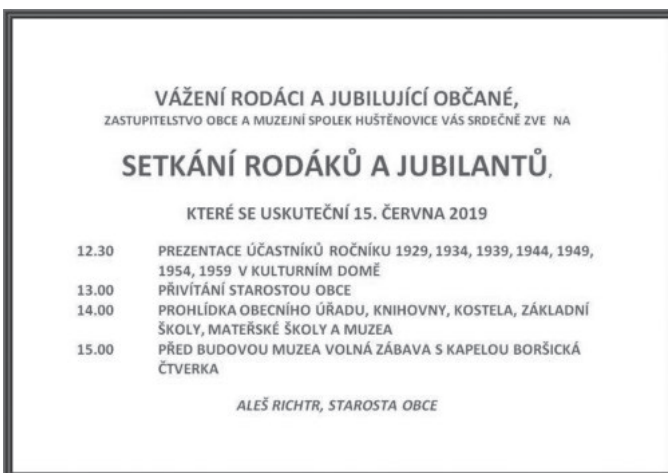 VÁŽENÍ RODÁCI A JUBILUJÍCÍ OBČANÉ,
ZASTUPITELSTVO OBCE A MUZEJNÍ SPOLEK HUŠTĚNOVICE VÁS SRDEČNĚ ZVE NA
SETKÁNÍ RODÁKŮ A JUBILANTŮ,
KTERÉ SE USKUTEČNÍ 15. ČERVNA 2019
12.30 PREZENTACE ÚČASTNÍKŮ ROČNÍKU 1929, 1934, 1939, 1944, 1949,
1954, 1959 V KULTURNÍM DOMĚ
13.00 PŘIVÍTÁNÍ STAROSTOU OBCE
14.00 PROHLÍDKA OBECNÍHO ÚŘADU, KNIHOVNY, KOSTELA, ZÁKLADNÍ
ŠKOLY, MATEŘSKÉ ŠKOLY A MUZEA
15.00 PŘED BUDOVOU MUZEA VOLNÁ ZÁBAVA S KAPELOU BORŠICKÁ
ČTVERKA
ALEŠ RICHTR, STAROSTA OBCE